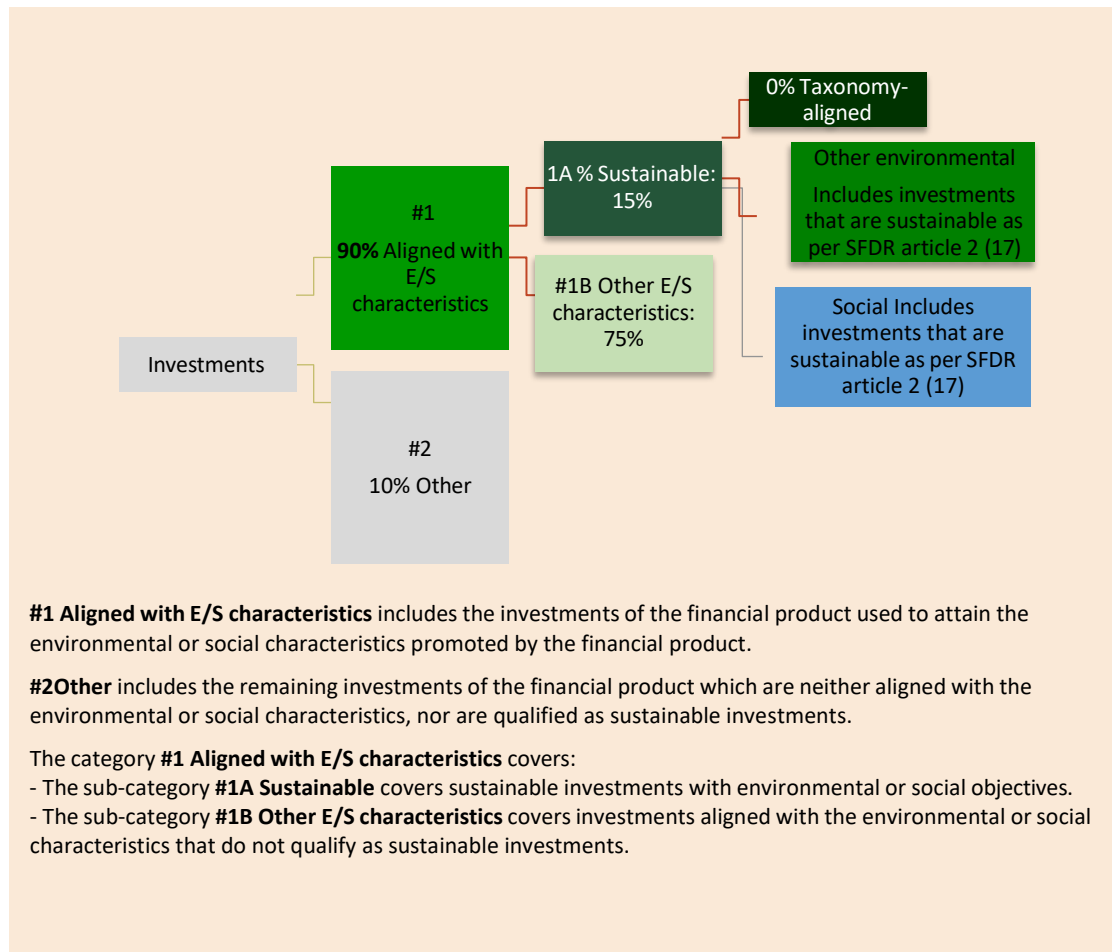 0% Taxonomy-
aligned
Other environmental
Includes investments
that are sustainable as
per SFDR article 2 (17)
1A % Sustainable:
15%
#1
90% Aligned with
E/S
characteristics
#1B Other E/S
characteristics:
75%
Social Includes
investments that are
sustainable as per SFDR
article 2 (17)
Investments
#2
10% Other
#1 Aligned with E/S characteristics includes the investments of the financial product used to attain the
environmental or social characteristics promoted by the financial product.
#2Other includes the remaining investments of the financial product which are neither aligned with the
environmental or social characteristics, nor are qualified as sustainable investments.
The category #1 Aligned with E/S characteristics covers:
- The sub-category #1A Sustainable covers sustainable investments with environmental or social objectives.
- The sub-category #1B Other E/S characteristics covers investments aligned with the environmental or social
characteristics that do not qualify as sustainable investments.